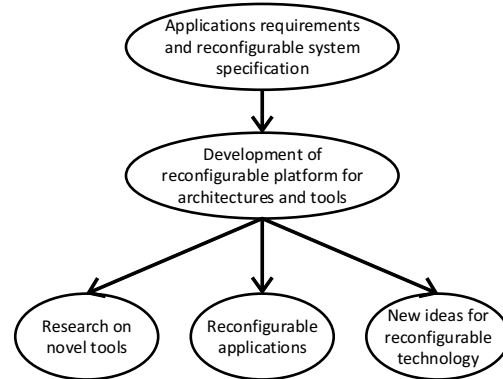 Applications requirements
and reconfigurable system
specification
Development of
reconfigurable platform for
architectures and tools
Research on
novel tools
Reconfigurable
applications
New ideas for
reconfigurable
technology